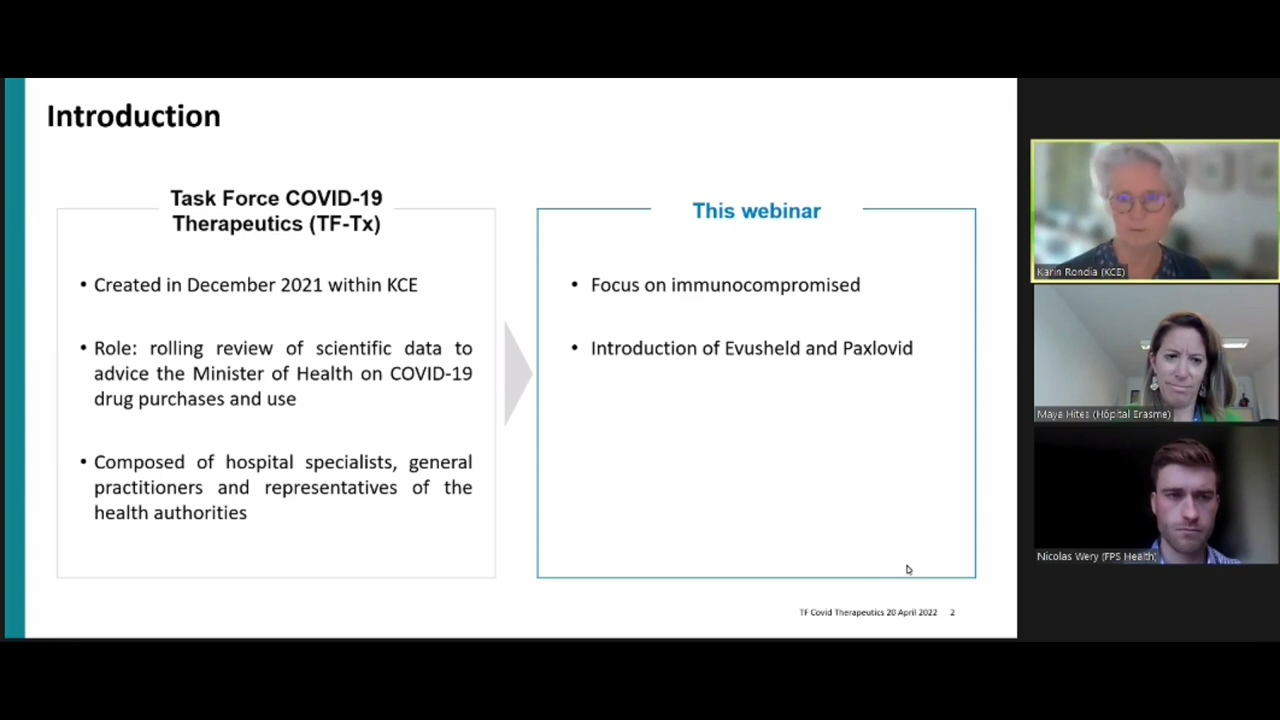 Introduction
Task Force COVID-19
Therapeutics (TF-Tx)
• Created in December 2021 within KCE
• Role: rolling review of scientific data to
advice the Minister of Health on COVID-19
drug purchases and use
• Composed of hospital specialists, general
practitioners and representatives of the
health authorities
This webinar
• Focus on immunocompromised
• Introduction of Evusheld and Paxlovid
TF Covid Therapeutics 20 April 2022 2
Karin Rondia (KCE)
Maya Hites (Hôpital Erasme)
Nicolas Wery (FPS Health)